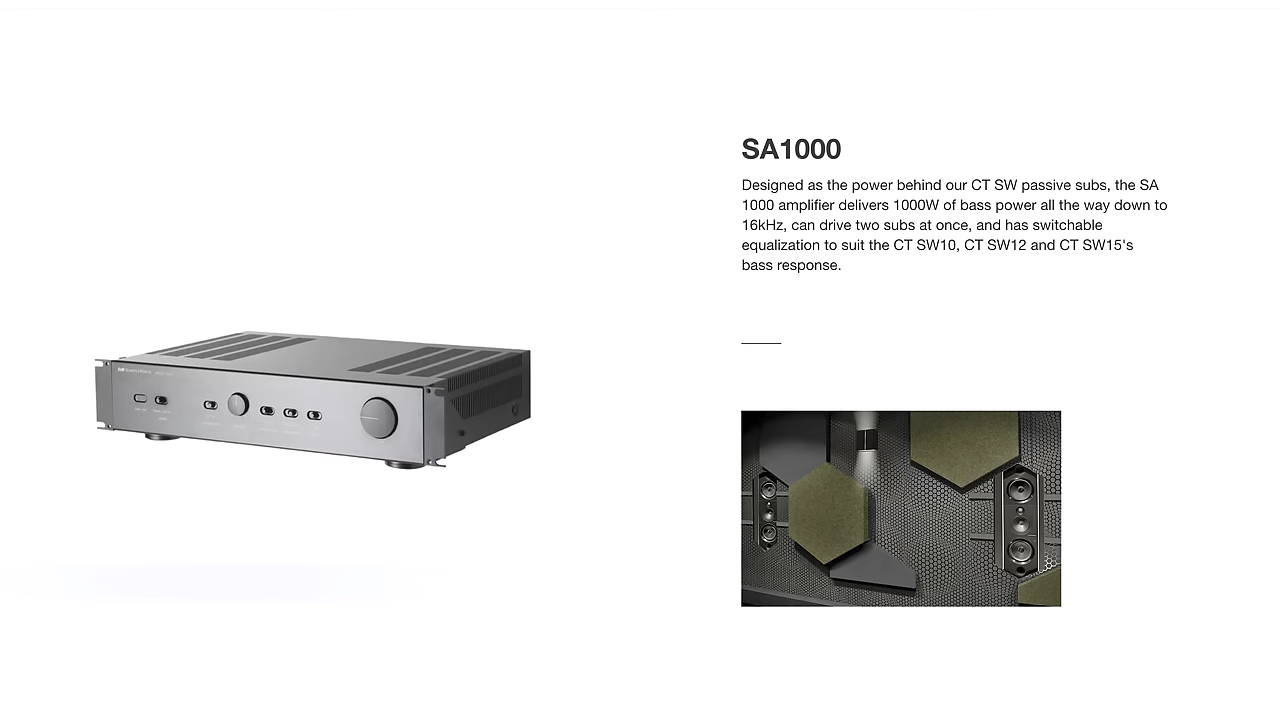 SA1000
Designed as the power behind our CT SW passive subs, the SA
1000 amplifier delivers 1000W of bass power all the way down to
16kHz, can drive two subs at once, and has switchable
equalization to suit the CT SW10, CT SW12 and CT SW15's
bass response.